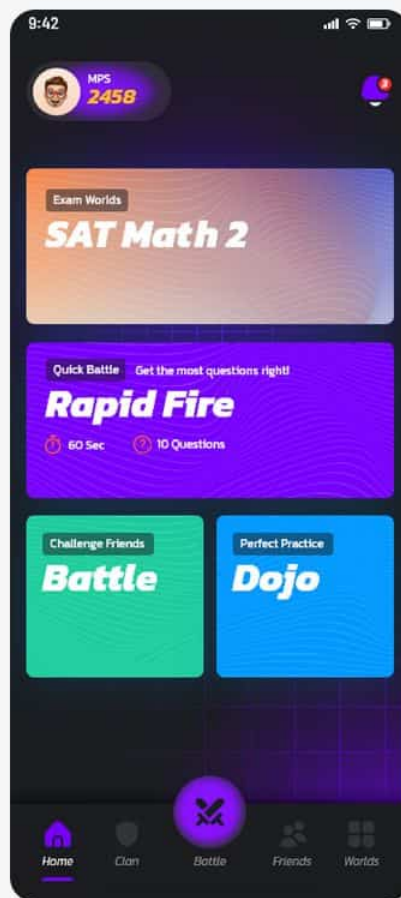 9:42
MPS
2458
3
Exam Worlds
SAT Math 2
Quick Battle Get the most questions right!
Rapid Fire
60 Sec 10 Questions
Challenge Friends
Battle
Perfect Practice
Dojo
Home Clan Battle Friends Worlds